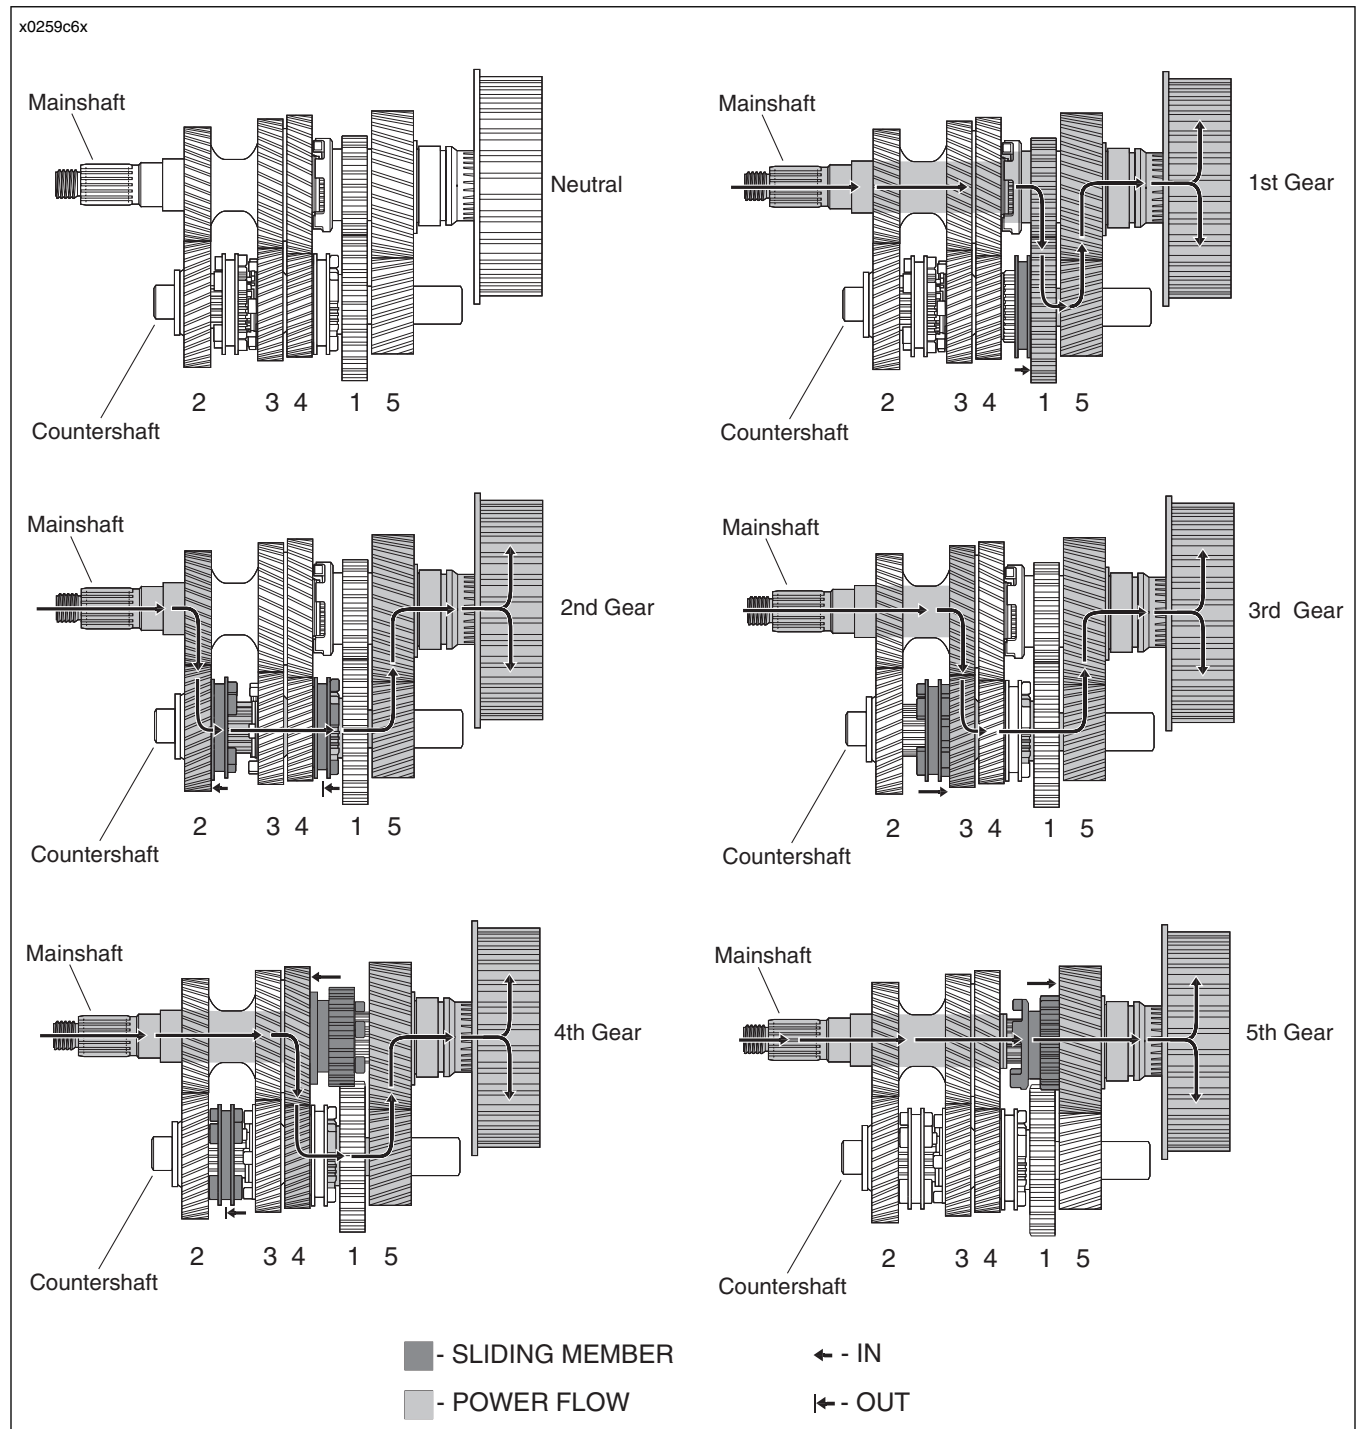 x0259c6x
Mainshaft
Neutral
2 3 4 1 5
Countershaft
Mainshaft
1st Gear
2 3 4 1 5
Countershaft
Mainshaft
2nd Gear
2 3 4 1 5
Countershaft
Mainshaft
3rd Gear
2 3 4 1 5
Countershaft
Mainshaft
4th Gear
2 3 4 1 5
Countershaft
Mainshaft
5th Gear
2 3 4 1 5
Countershaft
- SLIDING MEMBER
- IN
- POWER FLOW
- OUT